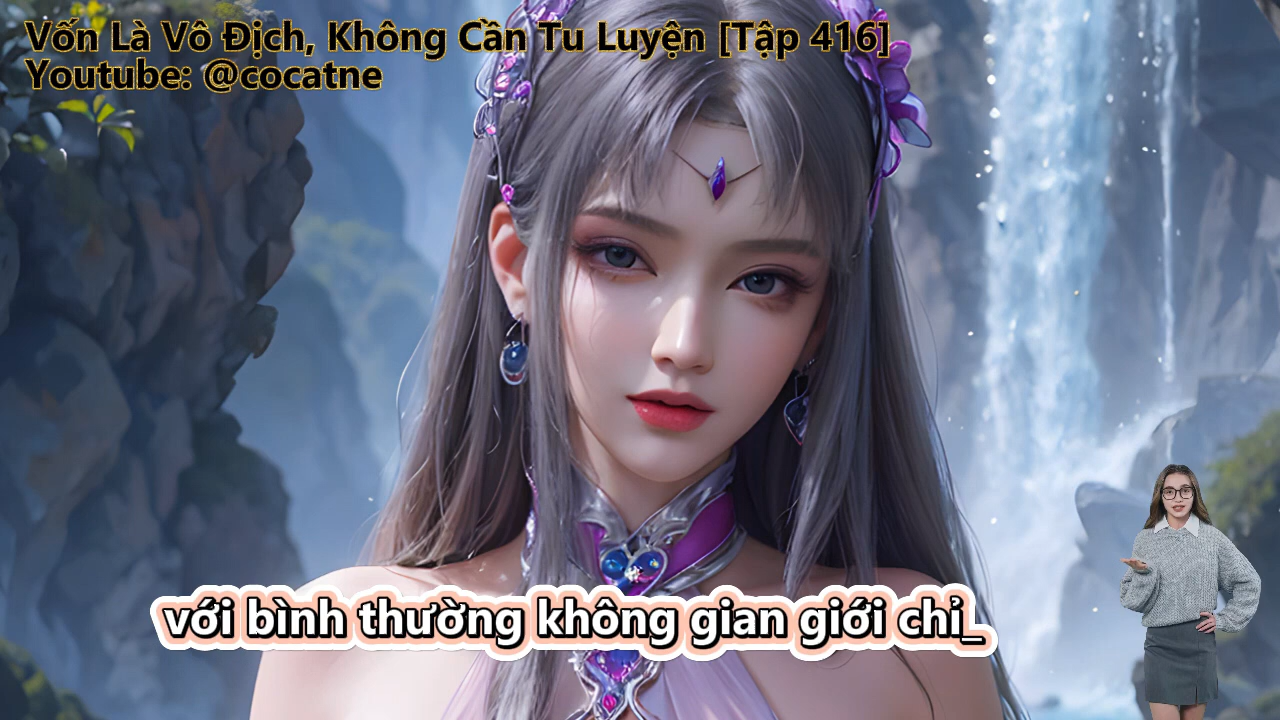 Vốn Là Vô Địch, Không Cần Tu Luyện [Tập 416]
Youtube: @cocatne
với bình thường không gian giới chỉ_